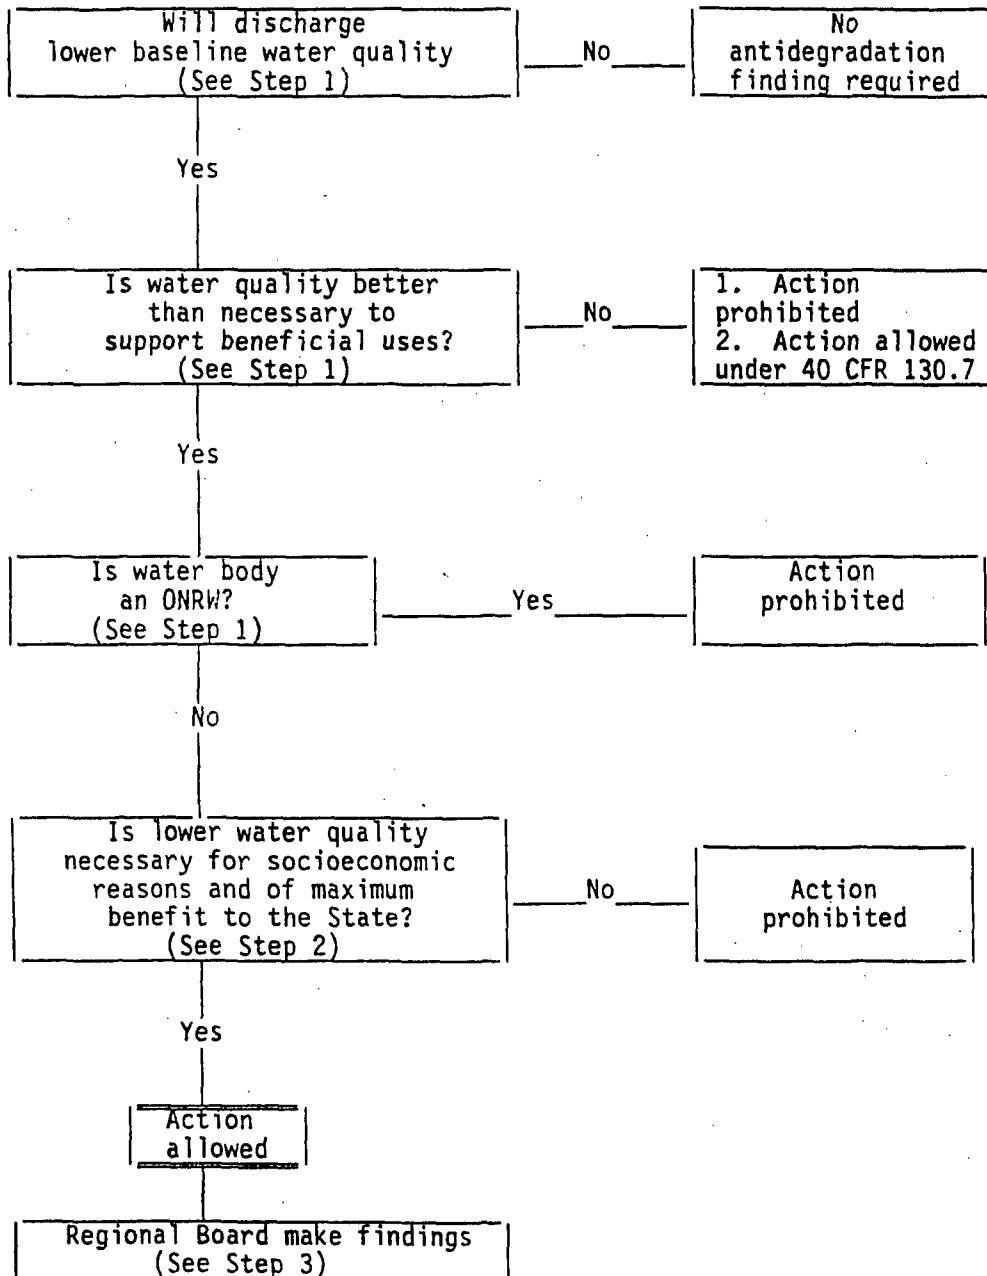 Will discharge
lower baseline water quality
(See Step 1)
No
No
antidegradation
finding required
Yes
Is water quality better
than necessary to
support beneficial uses?
(See Step 1)
No
1. Action
prohibited
2. Action allowed
under 40 CFR 130.7
Yes
Is water body
an ONRW?
(See Step 1)
Yes
Action
prohibited
No
Is lower water quality
necessary for socioeconomic
reasons and of maximum
benefit to the State?
(See Step 2)
No
Action
prohibited
Yes
Action
allowed
Regional Board make findings
(See Step 3)